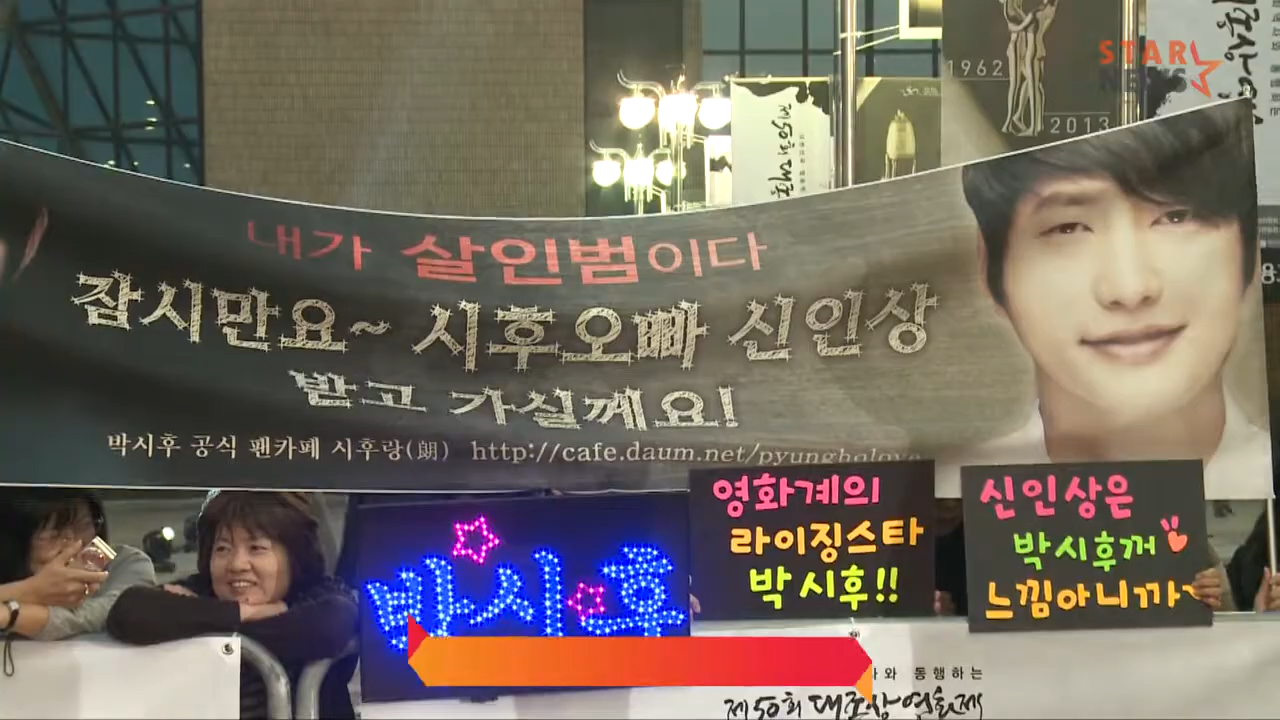 STAR
NEWS
1962
2013
내가 살인범이다
잠시만요~ 시후오빠 신인상
받고 가실께요!
박시후 공식 팬카페 시후랑(朗) http://cafe.daum.net/pyungholove
영화계의
라이징스타
박시후!!
신인상은
박시후꺼
느낌아니까~
박시후
와 동행하는
제50회 대종상영화제